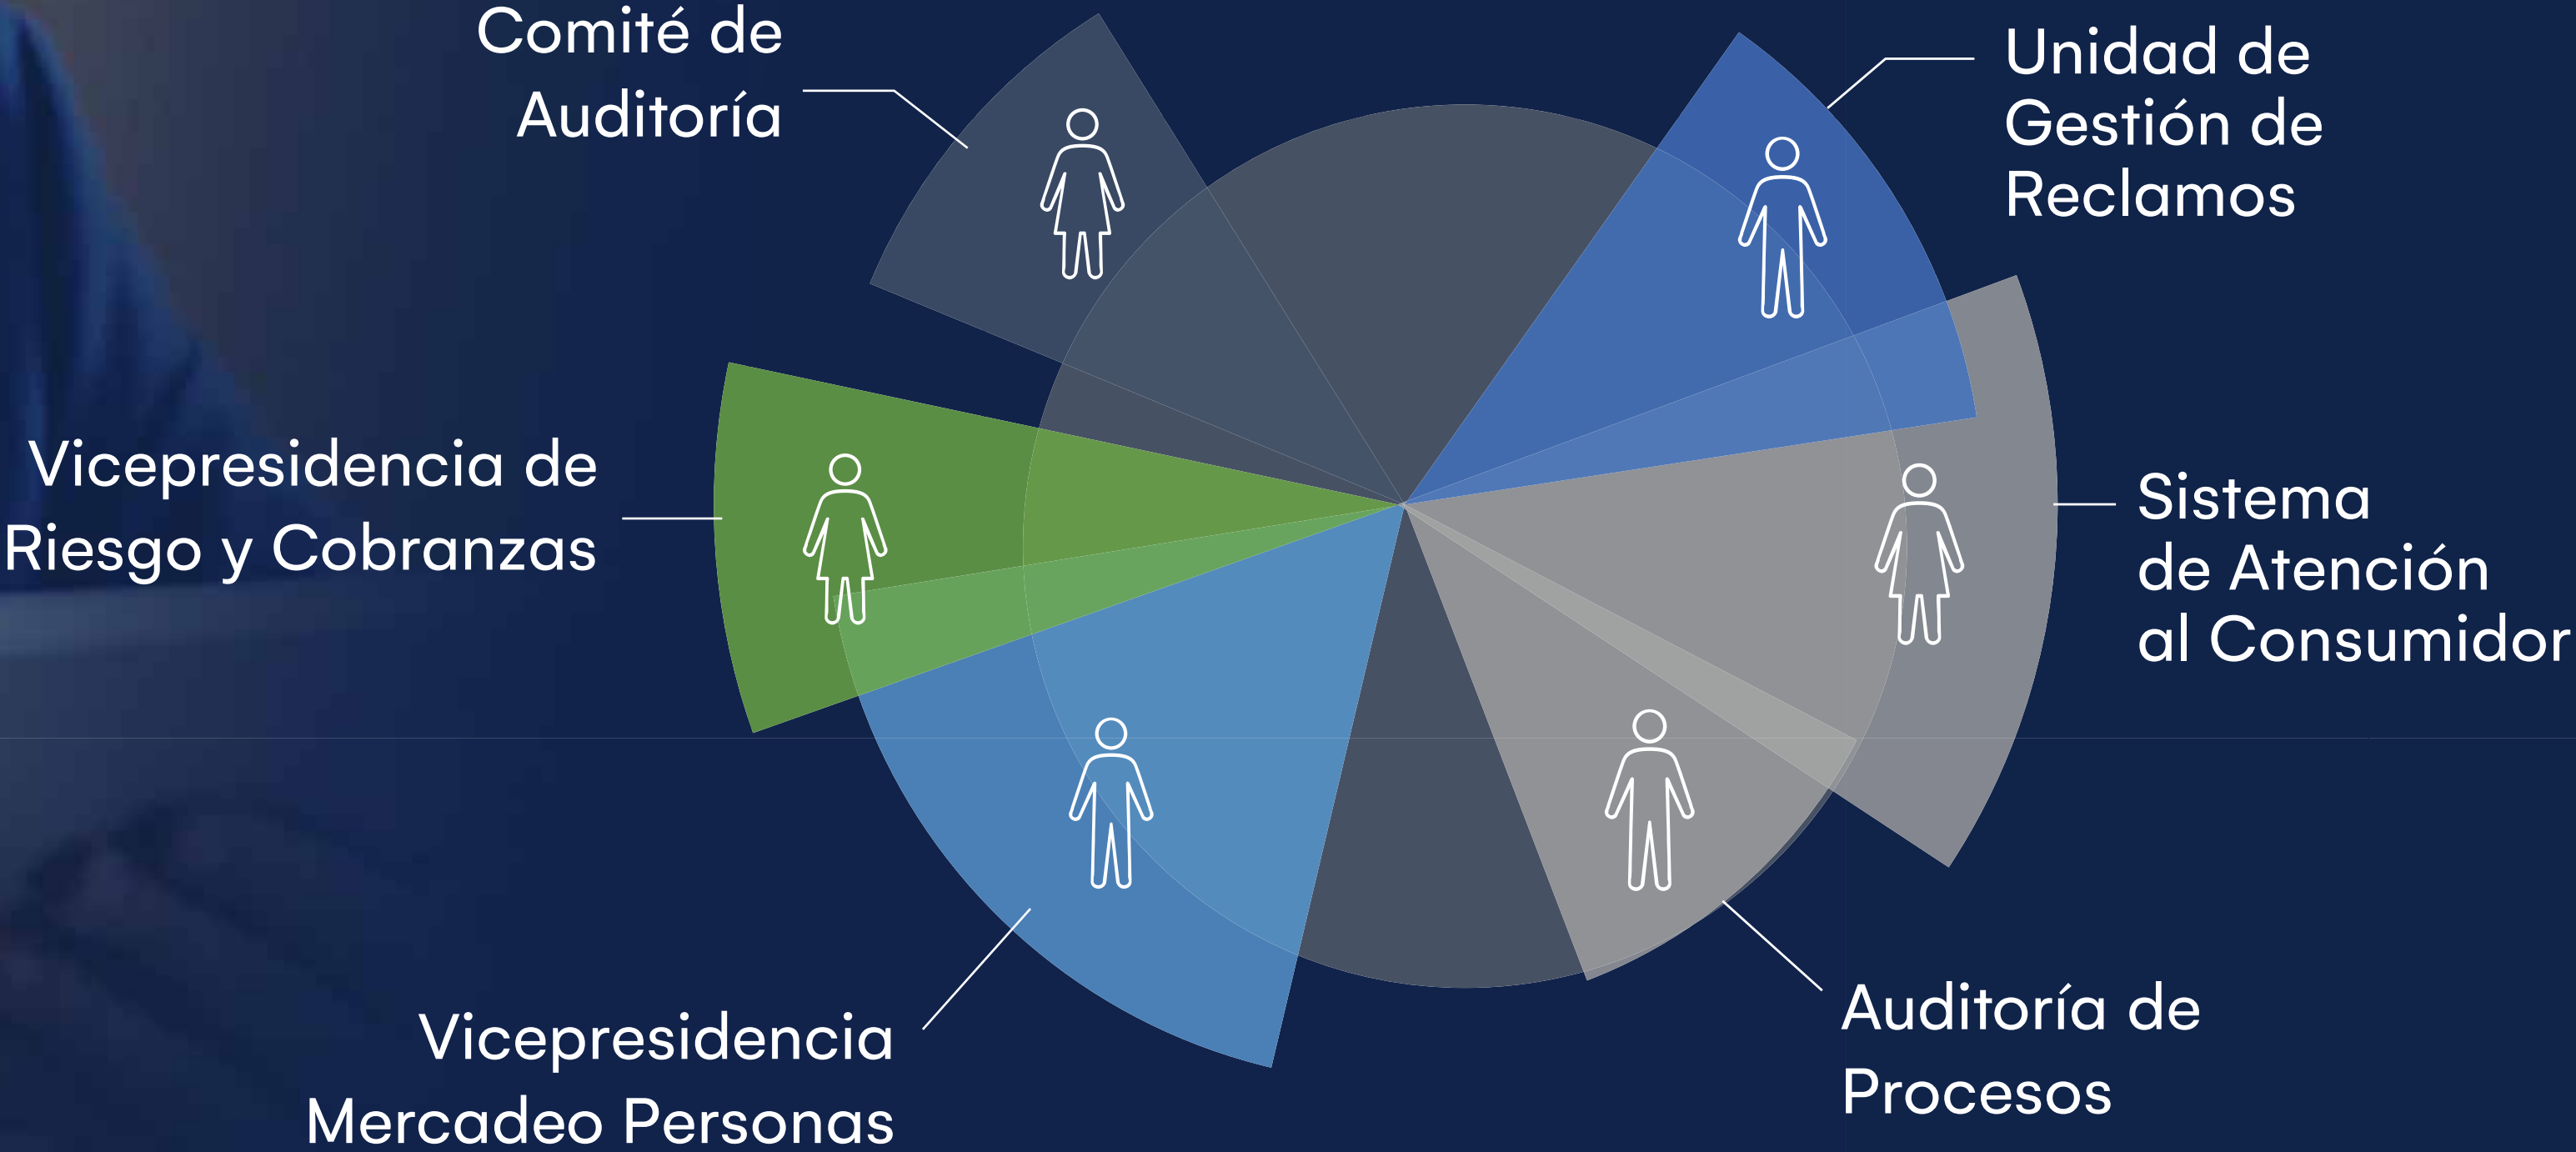 Comité de
Auditoría
Unidad de
Gestión de
Reclamos
Vicepresidencia de
Riesgo y Cobranzas
Sistema
de Atención
al Consumidor
Vicepresidencia
Mercadeo Personas
Auditoría de
Procesos